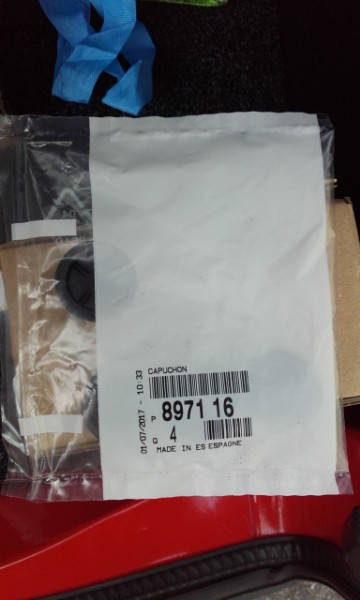 CAPUCHON
01/07/2017 - 10:33
P 8971 16
Q 4
MADE IN ES ESPAGNE